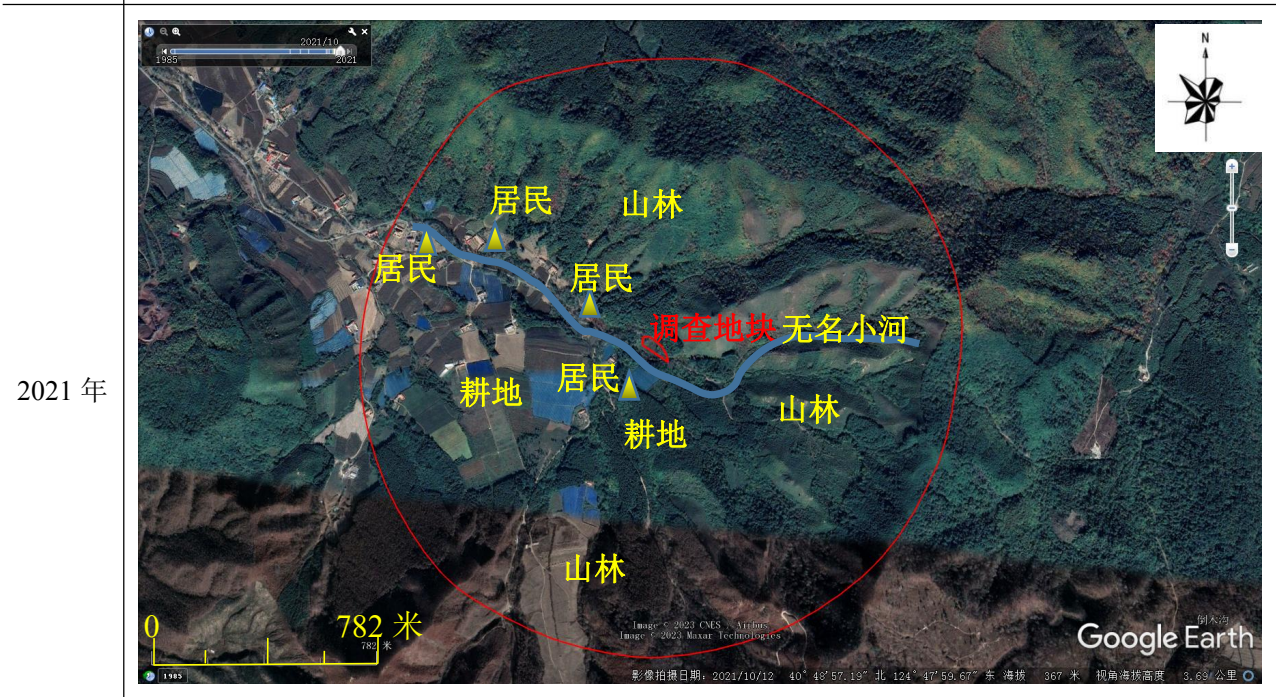 2021/10
1985
2021
N
居民
山林
居民
居民
调查地块
无名小河
2021 年
耕地
居民
山林
耕地
山林
0
782 米
782 米
Image © 2023 CNES / Airbus
Image © 2023 Maxar Technologies
倒木沟
Google Earth
1985
影像拍摄日期：2021/10/12 40°48'57.19" 北 124°47'59.67" 东 海拔 367 米 视角海拔高度 3.69 公里